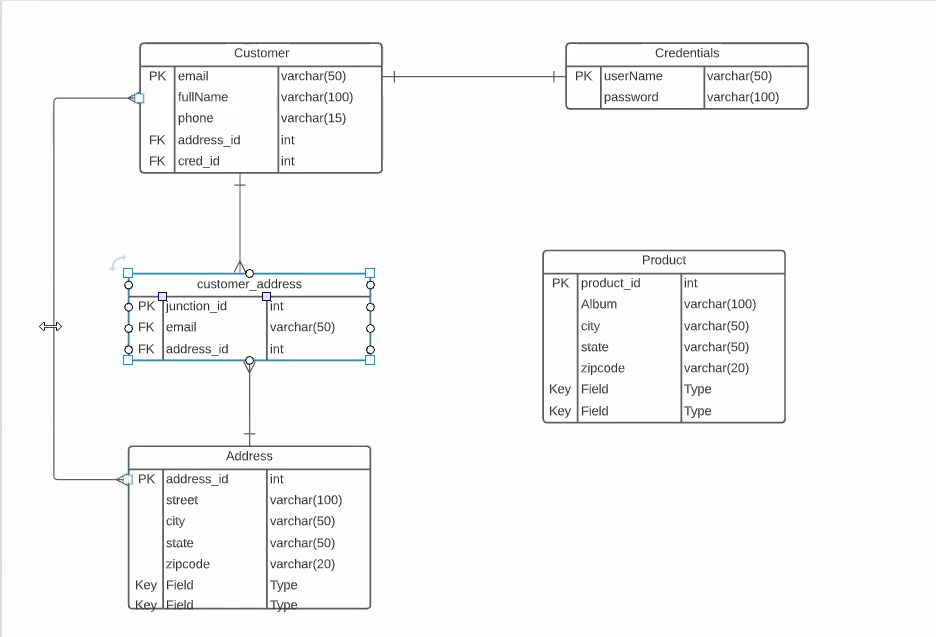 Customer
PK email varchar(50)
fullName varchar(100)
phone varchar(15)
FK address_id int
FK cred_id int
Credentials
PK userName varchar(50)
password varchar(100)
customer_address
PK junction_id int
FK email varchar(50)
FK address_id int
Product
PK product_id int
Album varchar(100)
city varchar(50)
state varchar(50)
zipcode varchar(20)
Key Field Type
Key Field Type
Address
PK address_id int
street varchar(100)
city varchar(50)
state varchar(50)
zipcode varchar(20)
Key Field Type
Key Field Type